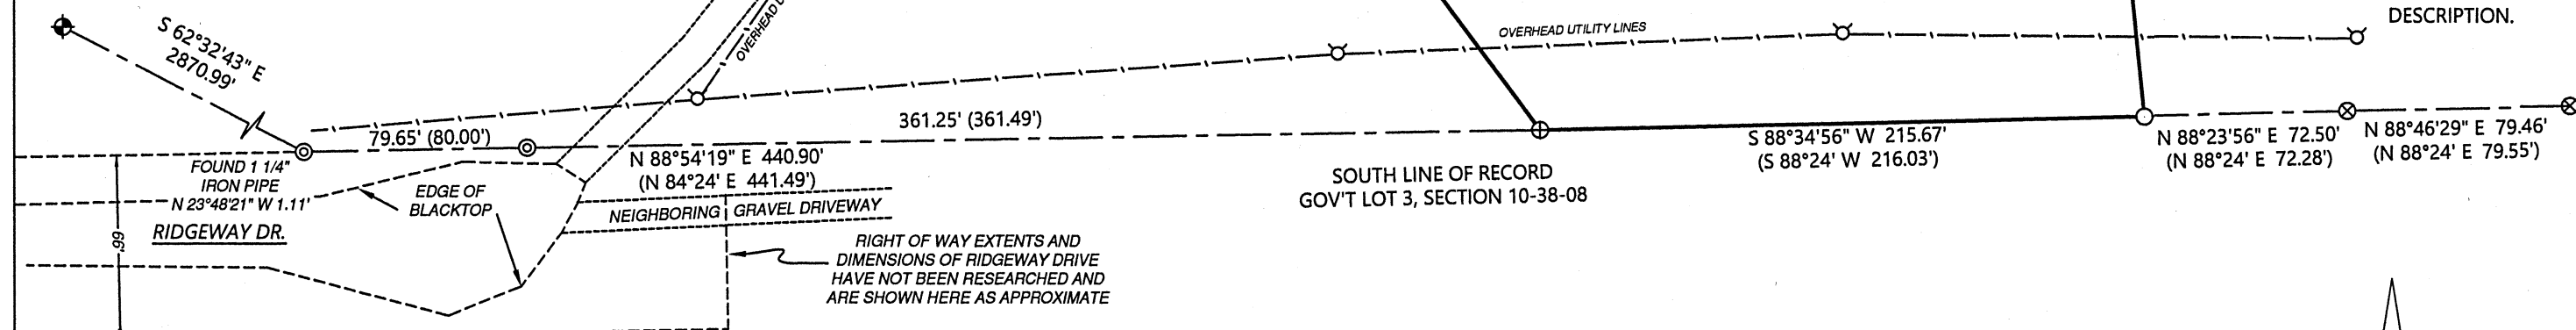 DESCRIPTION.
S 62°32'43" E
2870.99'
OVERHEAD
OVERHEAD UTILITY LINES
79.65' (80.00')
361.25' (361.49')
N 88°54'19" E 440.90'
(N 84°24' E 441.49')
S 88°34'56" W 215.67'
(S 88°24' W 216.03')
N 88°23'56" E 72.50'
(N 88°24' E 72.28')
N 88°46'29" E 79.46'
(N 88°24' E 79.55')
FOUND 1 1/4"
IRON PIPE
N 23°48'21" W 1.11'
EDGE OF
BLACKTOP
SOUTH LINE OF RECORD
GOV'T LOT 3, SECTION 10-38-08
NEIGHBORING GRAVEL DRIVEWAY
RIDGEWAY DR.
66'
RIGHT OF WAY EXTENTS AND
DIMENSIONS OF RIDGEWAY DRIVE
HAVE NOT BEEN RESEARCHED AND
ARE SHOWN HERE AS APPROXIMATE